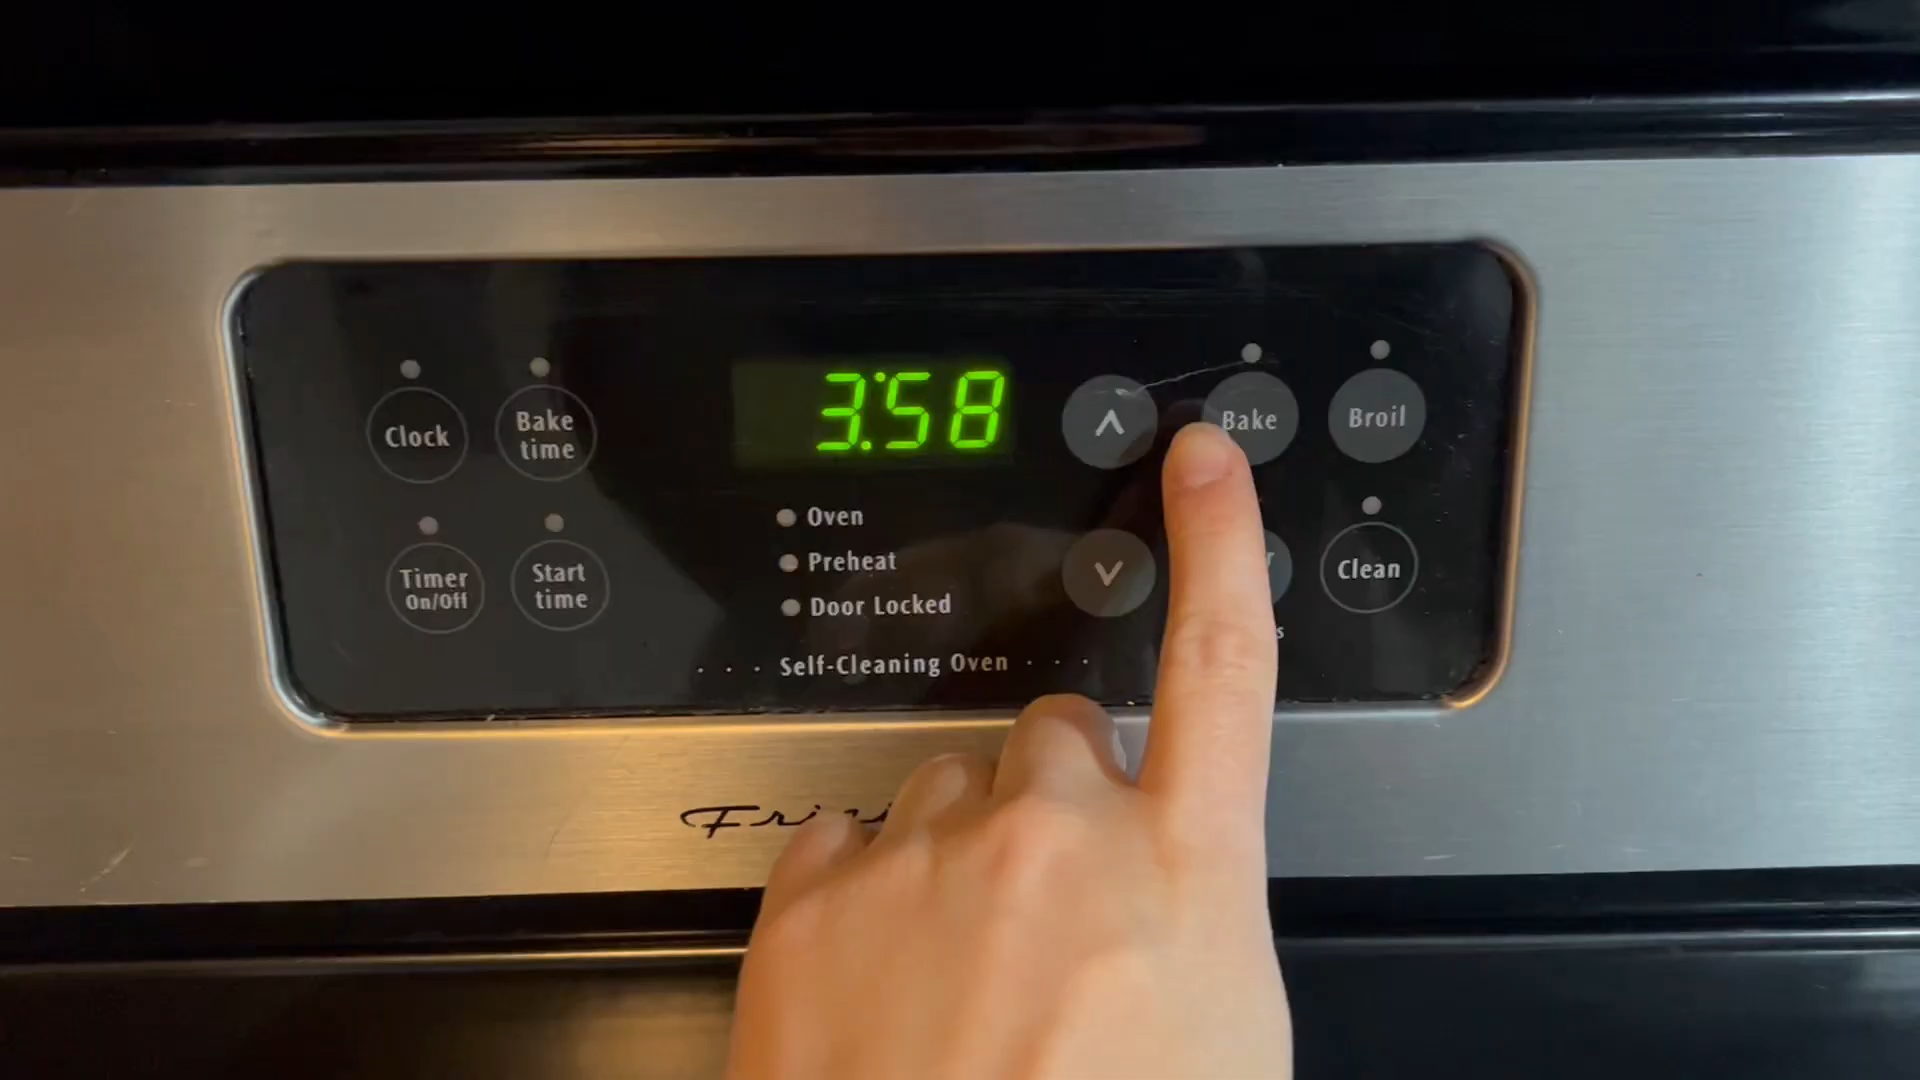 3:58
Bake
Broil
Clock
Bake
time
Oven
Preheat
Door Locked
Timer
On/Off
Start
time
Clean
Self-Cleaning Oven